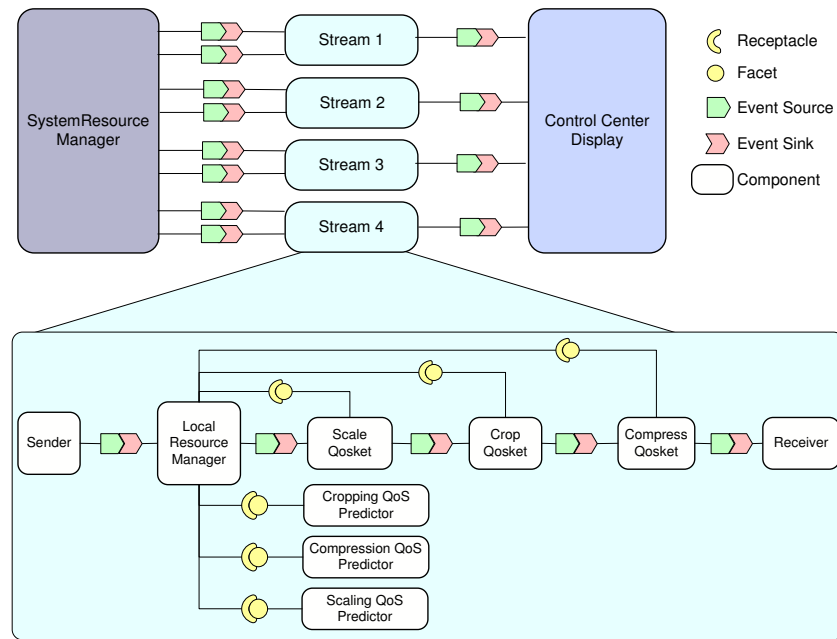 SystemResource
Manager
Stream 1
Stream 2
Stream 3
Stream 4
Control Center
Display
Receptacle
Facet
Event Source
Event Sink
Component
Sender
Local
Resource
Manager
Scale
Qosket
Crop
Qosket
Compress
Qosket
Receiver
Cropping QoS
Predictor
Compression QoS
Predictor
Scaling QoS
Predictor